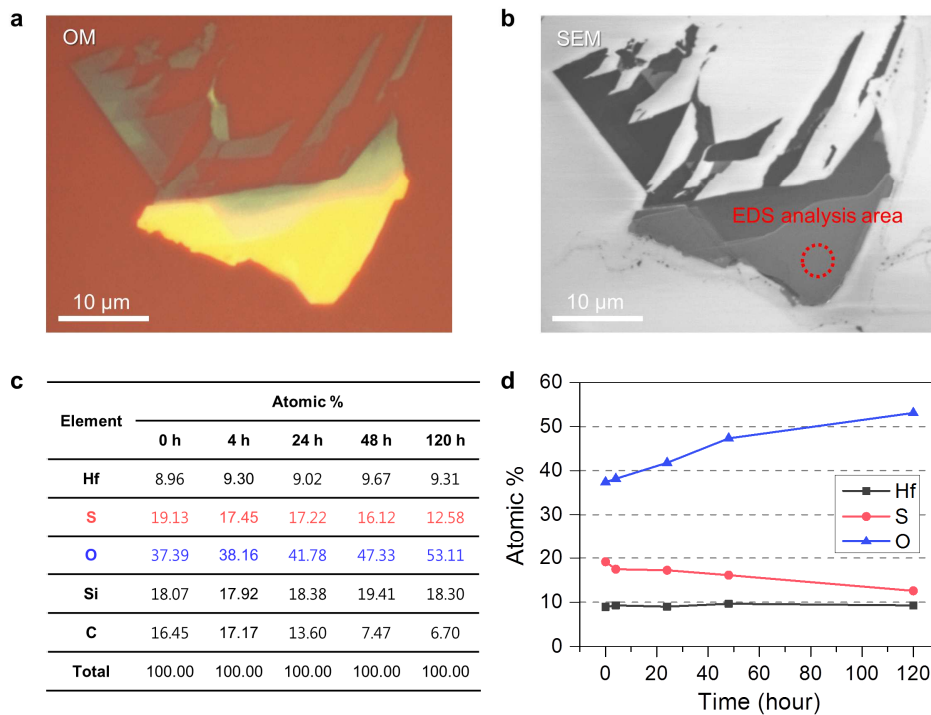 a
OM
10 µm
b
SEM
EDS analysis area
10 µm
c
Element
Atomic %
0 h 4 h 24 h 48 h 120 h
Hf 8.96 9.30 9.02 9.67 9.31
S 19.13 17.45 17.22 16.12 12.58
O 37.39 38.16 41.78 47.33 53.11
Si 18.07 17.92 18.38 19.41 18.30
C 16.45 17.17 13.60 7.47 6.70
Total 100.00 100.00 100.00 100.00 100.00
d
Atomic %
60
50
40
30
20
10
0
Hf
S
O
0 20 40 60 80 100 120
Time (hour)